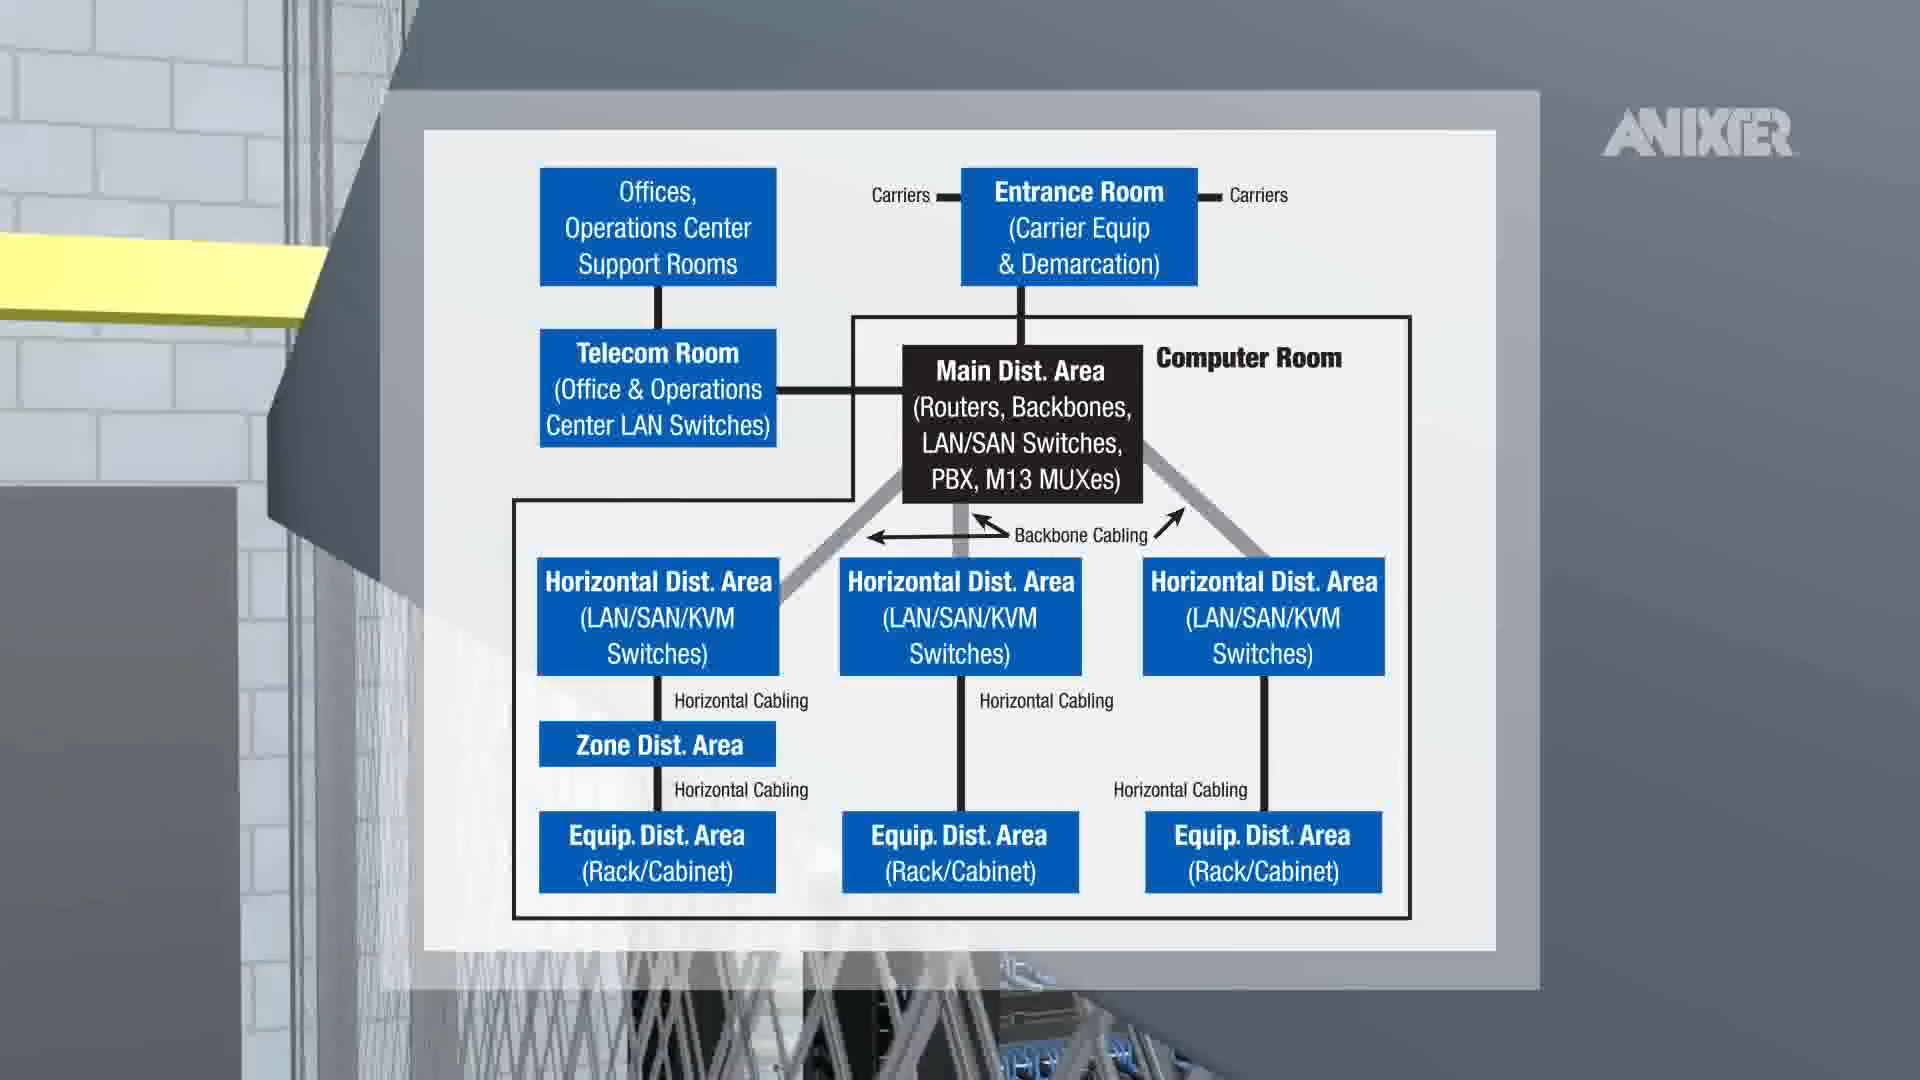 ANIXTER
Offices,
Operations Center
Support Rooms
Carriers
Entrance Room
(Carrier Equip
& Demarcation)
Carriers
Telecom Room
(Office & Operations
Center LAN Switches)
Main Dist. Area
(Routers, Backbones,
LAN/SAN Switches,
PBX, M13 MUXes)
Computer Room
Backbone Cabling
Horizontal Dist. Area
(LAN/SAN/KVM
Switches)
Horizontal Dist. Area
(LAN/SAN/KVM
Switches)
Horizontal Dist. Area
(LAN/SAN/KVM
Switches)
Horizontal Cabling
Horizontal Cabling
Zone Dist. Area
Horizontal Cabling
Horizontal Cabling
Equip. Dist. Area
(Rack/Cabinet)
Equip. Dist. Area
(Rack/Cabinet)
Equip. Dist. Area
(Rack/Cabinet)